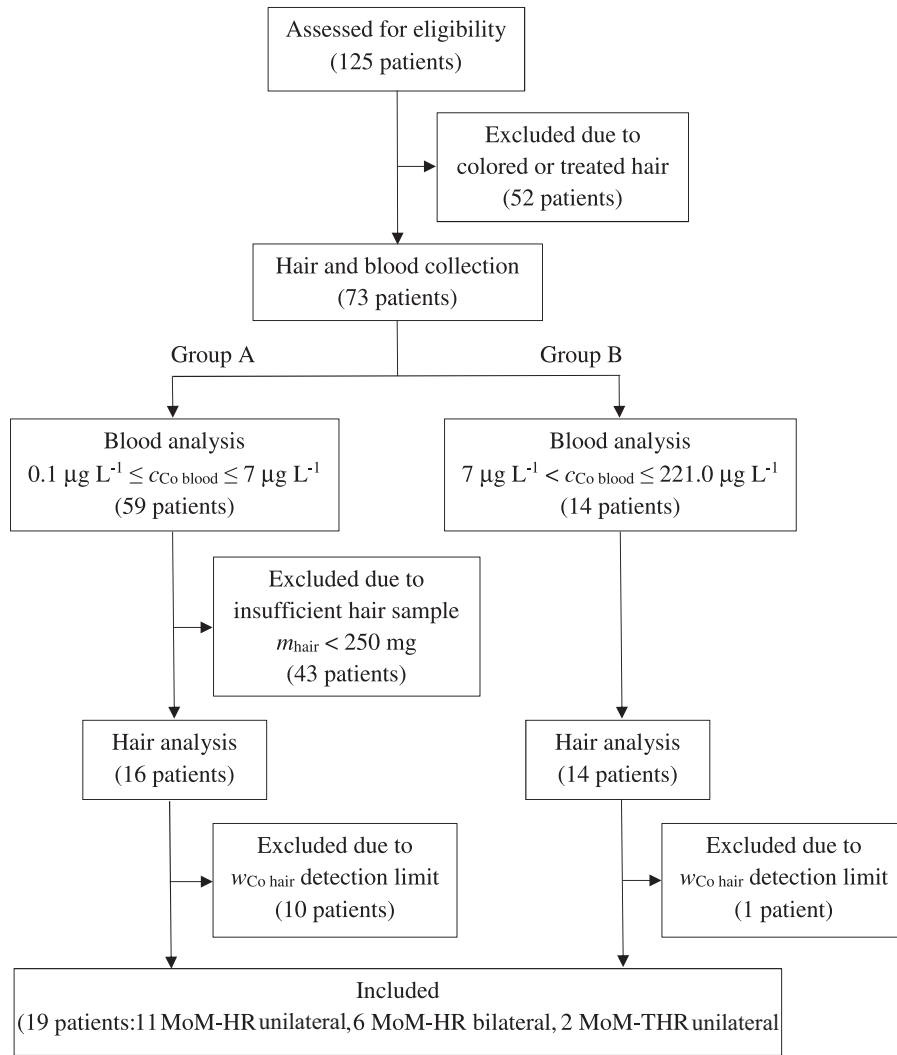 Assessed for eligibility
(125 patients)
Excluded due to
colored or treated hair
(52 patients)
Hair and blood collection
(73 patients)
Group A
Group B
Blood analysis
0.1 μg L⁻¹ ≤ c_Co blood ≤ 7 μg L⁻¹
(59 patients)
Blood analysis
7 μg L⁻¹ < c_Co blood ≤ 221.0 μg L⁻¹
(14 patients)
Excluded due to
insufficient hair sample
m_hair < 250 mg
(43 patients)
Hair analysis
(16 patients)
Hair analysis
(14 patients)
Excluded due to
w_Co hair detection limit
(10 patients)
Excluded due to
w_Co hair detection limit
(1 patient)
Included
(19 patients:11 MoM-HR unilateral, 6 MoM-HR bilateral, 2 MoM-THR unilateral